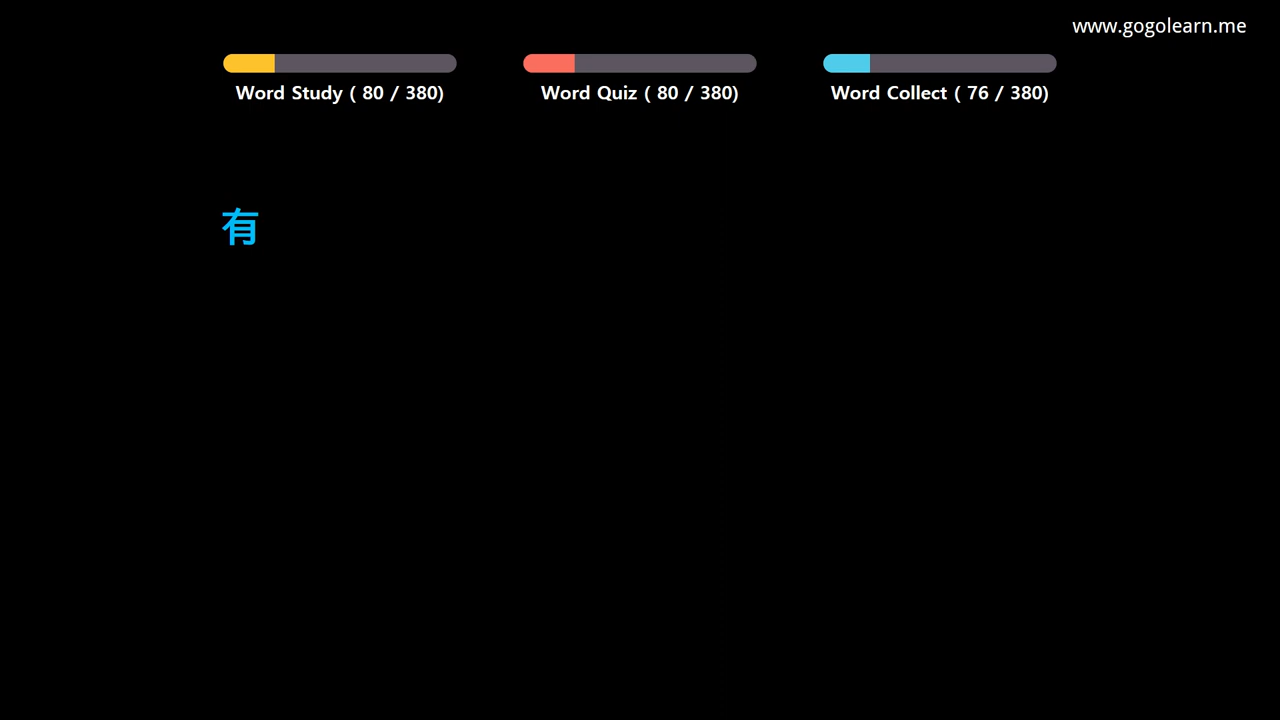 www.gogolearn.me
Word Study ( 80 / 380)
Word Quiz ( 80 / 380)
Word Collect ( 76 / 380)
有